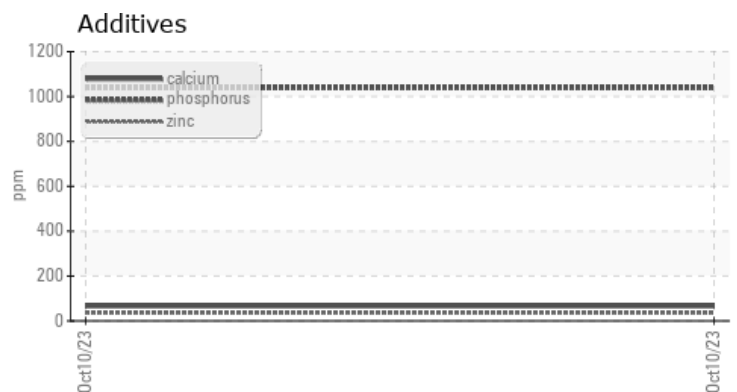 Additives
1200
1000
800
600
400
200
0
ppm
calcium
phosphorus
zinc
Oct10/23
Oct10/23